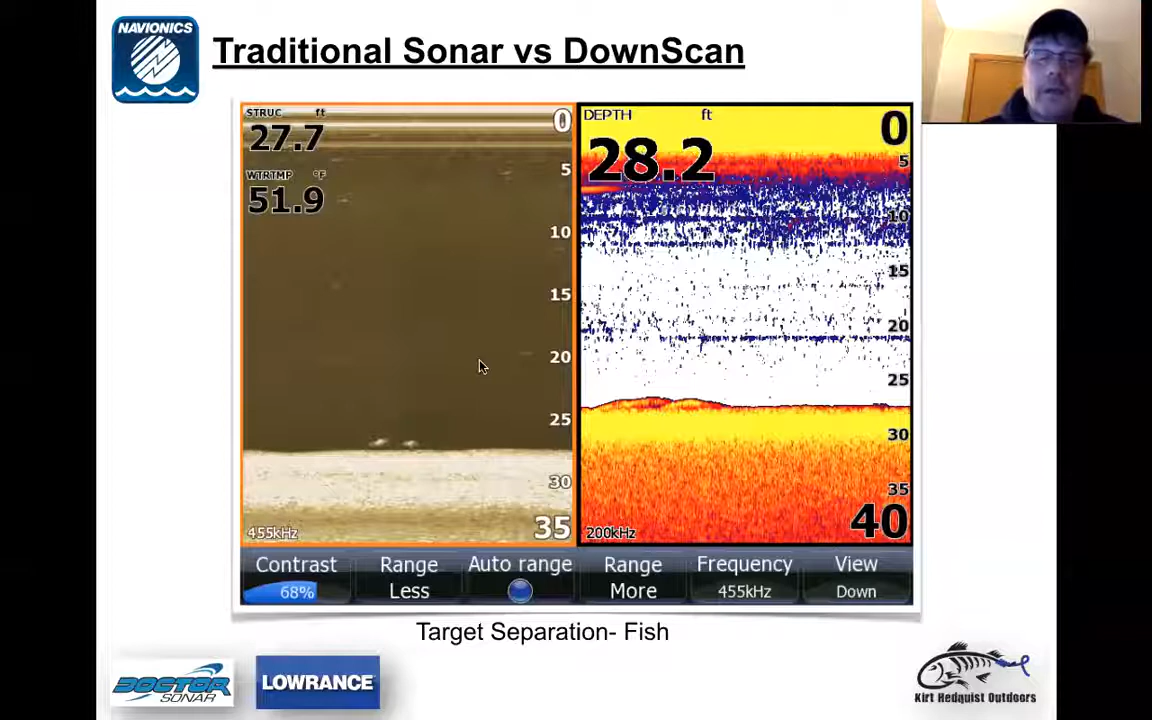 NAVIONICS
Traditional Sonar vs DownScan
STRUC ft
27.7
WTRTMP °F
51.9
0
5
10
15
20
25
30
35
455kHz
DEPTH ft
28.2
0
5
10
15
20
25
30
35
40
200kHz
Contrast
68%
Range
Less
Auto range
Range
More
Frequency
455kHz
View
Down
Target Separation- Fish
DOCTOR
SONAR
LOWRANCE
Kirt Hedquist Outdoors